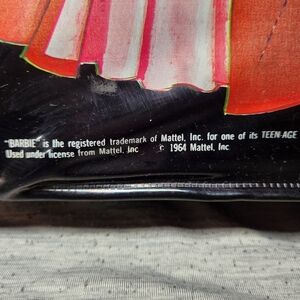 "BARBIE" is the registered trademark of Mattel, Inc. for one of its TEEN-AGE
Used under license from Mattel, Inc © 1964 Mattel, Inc